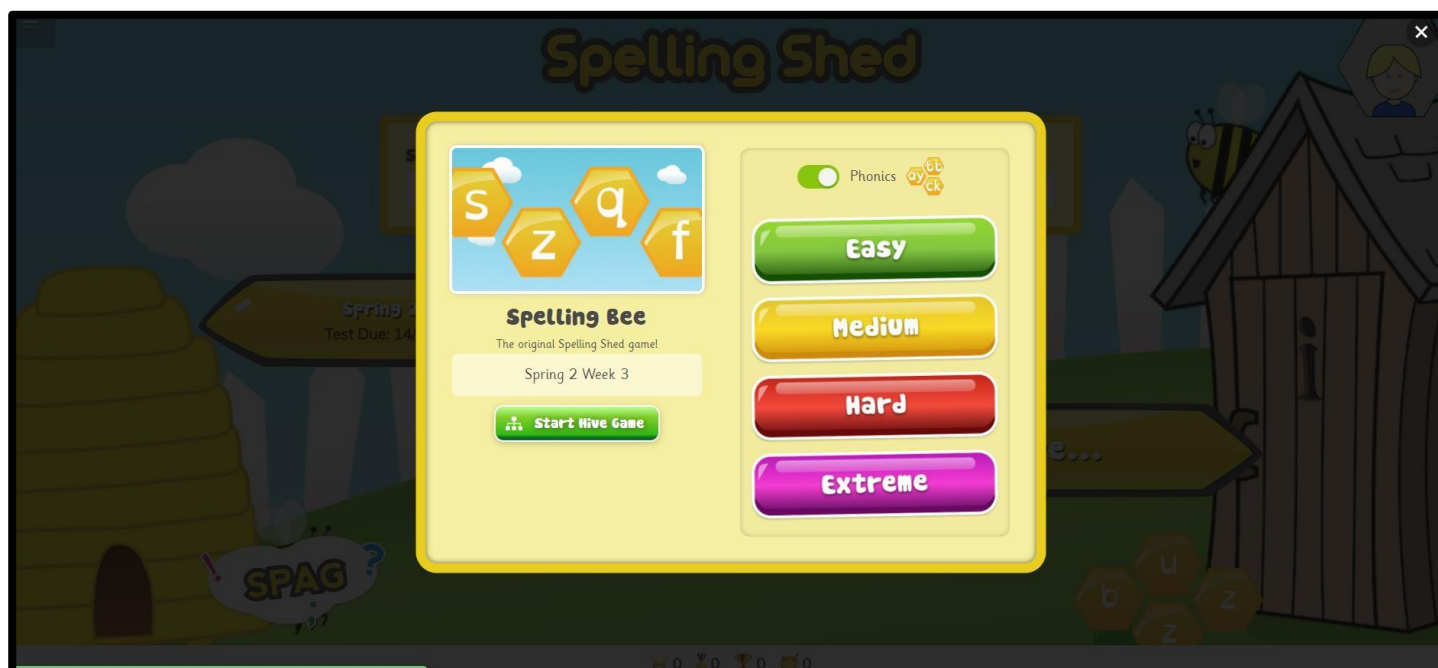 Spelling Shed
s
z
q
f
Spelling Bee
The original Spelling Shed game!
Spring 2 Week 3
Start Hive Game
Phonics
ay
bb
ck
Easy
Medium
Hard
Extreme
Spring 2
Test Due: 14/
e...
! SPAG ?
b
u
z
z
0 0 0 0